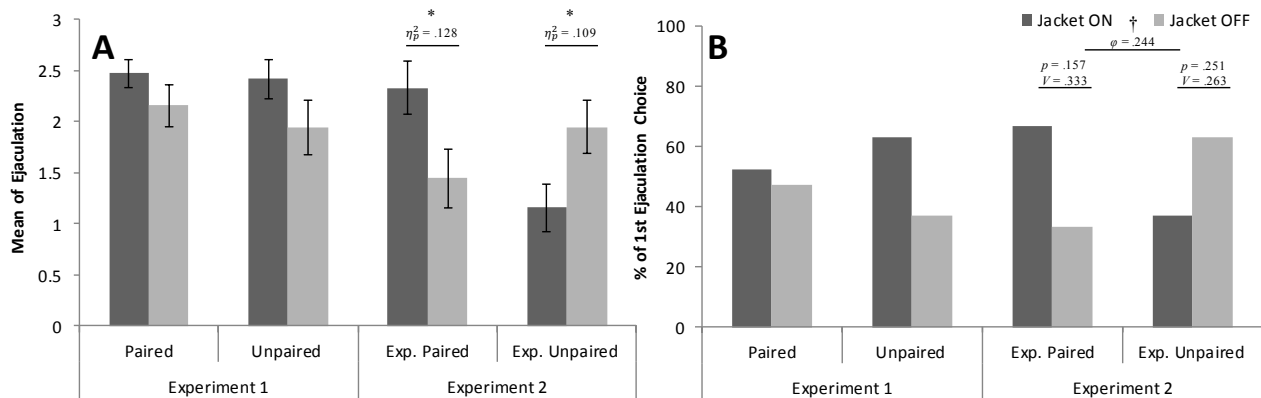 A
Mean of Ejaculation
3
2.5
2
1.5
1
0.5
0
*
η²ₚ = .128
*
η²ₚ = .109
Paired
Unpaired
Exp. Paired
Exp. Unpaired
Experiment 1
Experiment 2
B
Jacket ON
Jacket OFF
% of 1st Ejaculation Choice
100
80
60
40
20
0
†
φ = .244
p = .157
V = .333
p = .251
V = .263
Paired
Unpaired
Exp. Paired
Exp. Unpaired
Experiment 1
Experiment 2